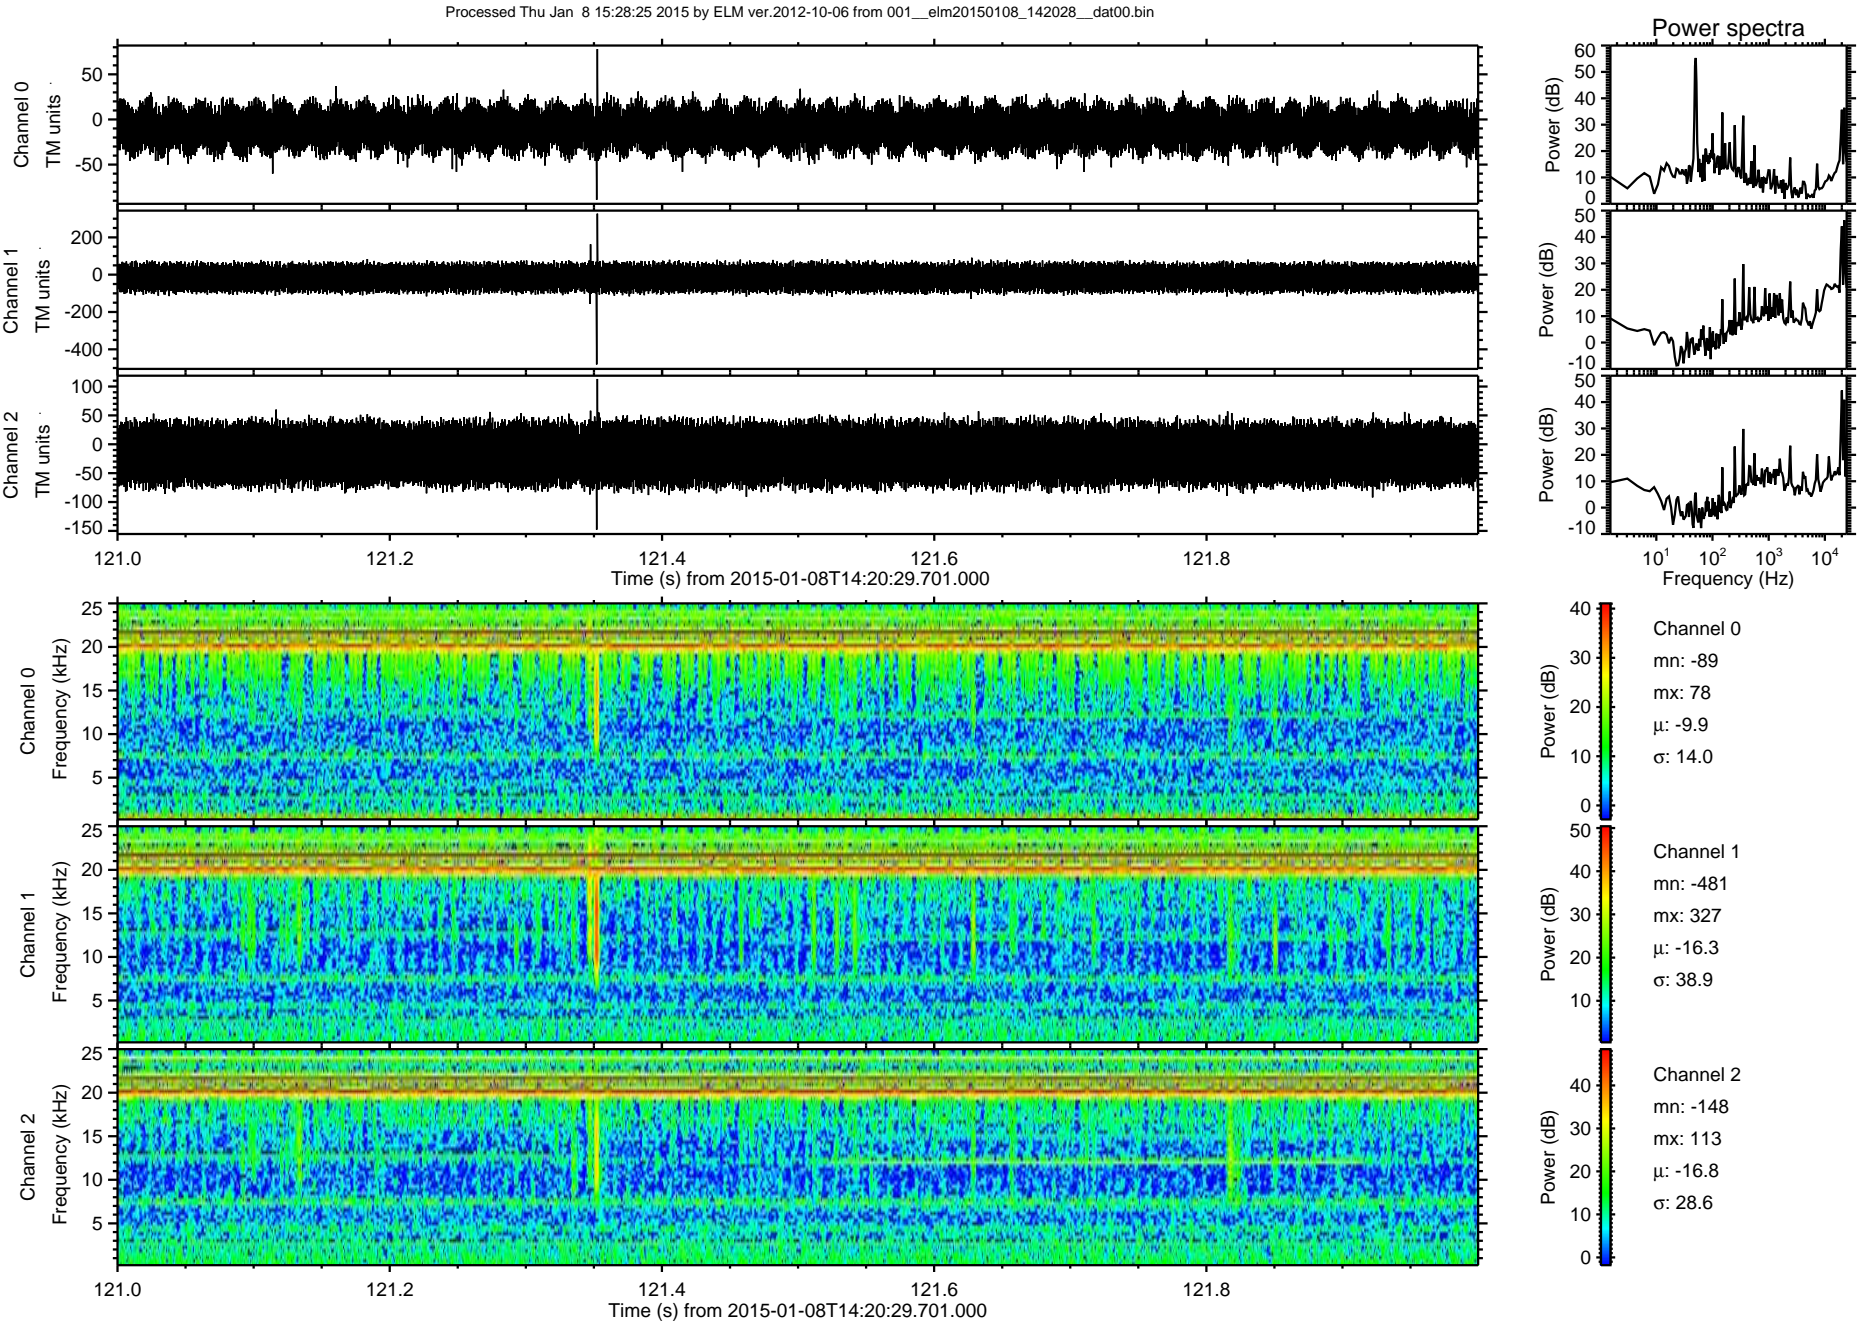 Processed Thu Jan  8 15:28:25 2015 by ELM ver.2012-10-06 from 001__elm20150108_142028__dat00.bin
Power spectra
Channel 0
TM units
50
0
-50
Power (dB)
60
50
40
30
20
10
0
Channel 1
TM units
200
0
-200
-400
Power (dB)
50
40
30
20
10
0
-10
Channel 2
TM units
100
50
0
-50
-100
-150
Power (dB)
50
40
30
20
10
0
-10
121.0 121.2 121.4 121.6 121.8
Time (s) from 2015-01-08T14:20:29.701.000
10¹ 10² 10³ 10⁴
Frequency (Hz)
Channel 0
Frequency (kHz)
25
20
15
10
5
Power (dB)
40
30
20
10
0
Channel 0
mn: -89
mx: 78
μ: -9.9
σ: 14.0
Channel 1
Frequency (kHz)
25
20
15
10
5
Power (dB)
50
40
30
20
10
Channel 1
mn: -481
mx: 327
μ: -16.3
σ: 38.9
Channel 2
Frequency (kHz)
25
20
15
10
5
Power (dB)
40
30
20
10
0
Channel 2
mn: -148
mx: 113
μ: -16.8
σ: 28.6
121.0 121.2 121.4 121.6 121.8
Time (s) from 2015-01-08T14:20:29.701.000